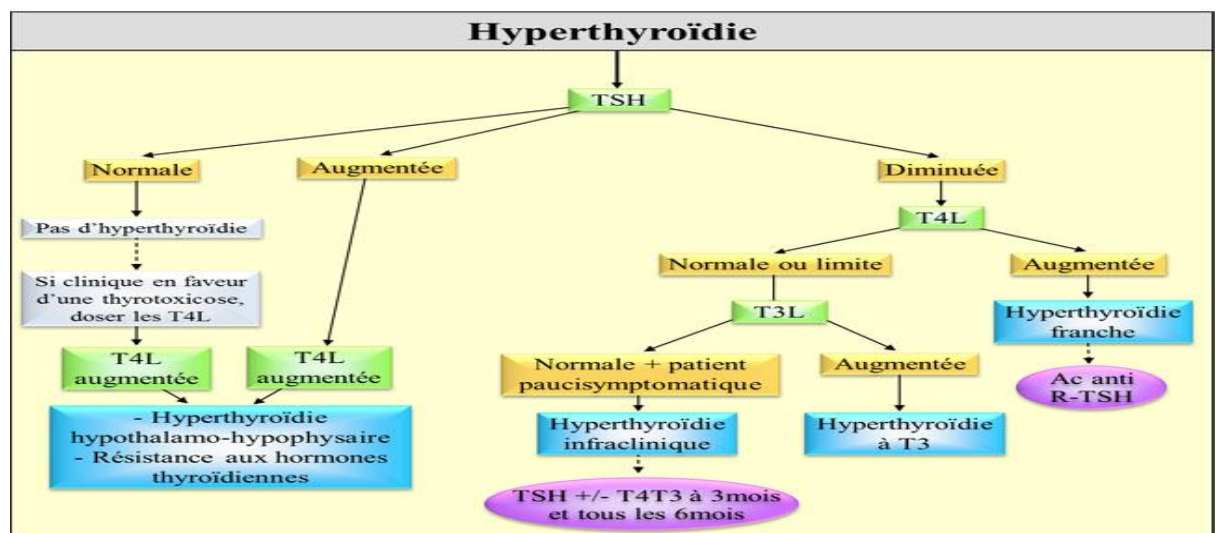 Hyperthyroïdie
TSH
Normale
Augmentée
Diminuée
Pas d'hyperthyroïdie
Si clinique en faveur
d'une thyrotoxicose,
doser les T4L
T4L
augmentée
T4L
augmentée
- Hyperthyroïdie
hypothalamo-hypophysaire
- Résistance aux hormones
thyroïdiennes
T4L
Normale ou limite
Augmentée
T3L
Hyperthyroïdie
franche
Normale + patient
paucisymptomatique
Augmentée
Ac anti
R-TSH
Hyperthyroïdie
infraclinique
Hyperthyroïdie
à T3
TSH +/- T4T3 à 3mois
et tous les 6mois